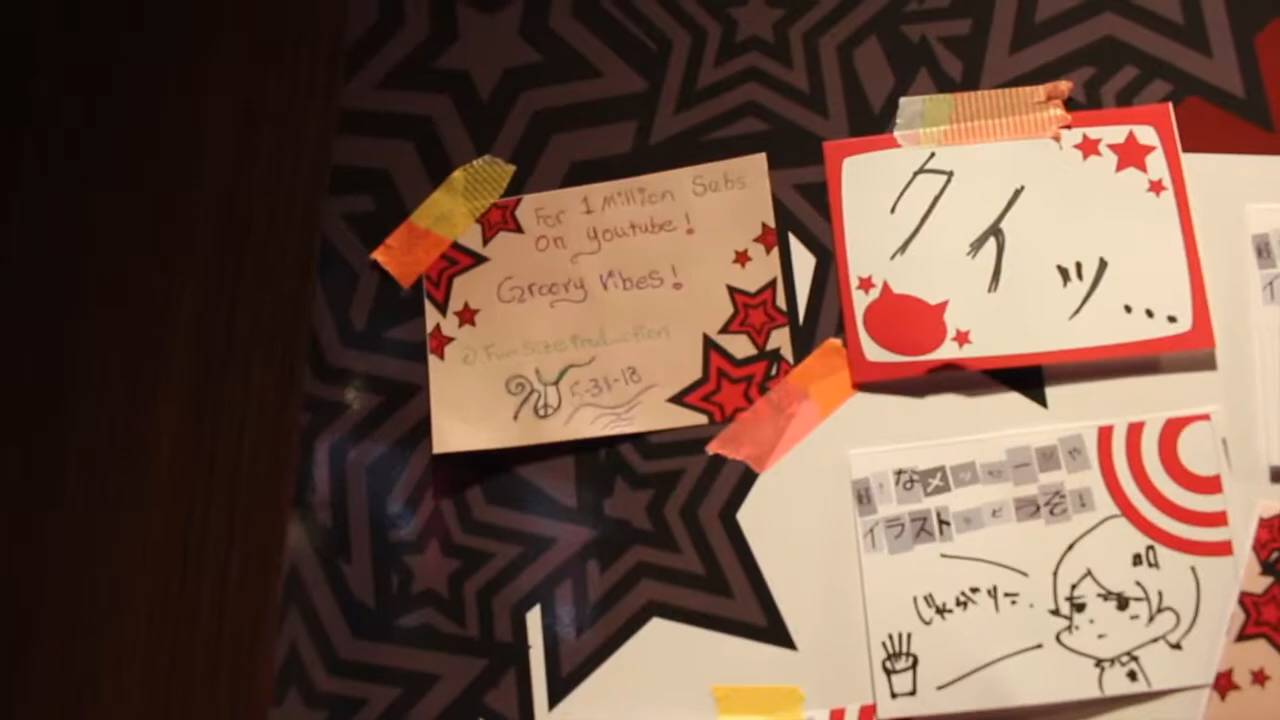 For 1 Million Subs
on youtube!
Groovy Vibes!
@FunSizeProduction
5-31-18
クイッ...
なメッセージや
イラストをどうぞ!
じゃがりこ.